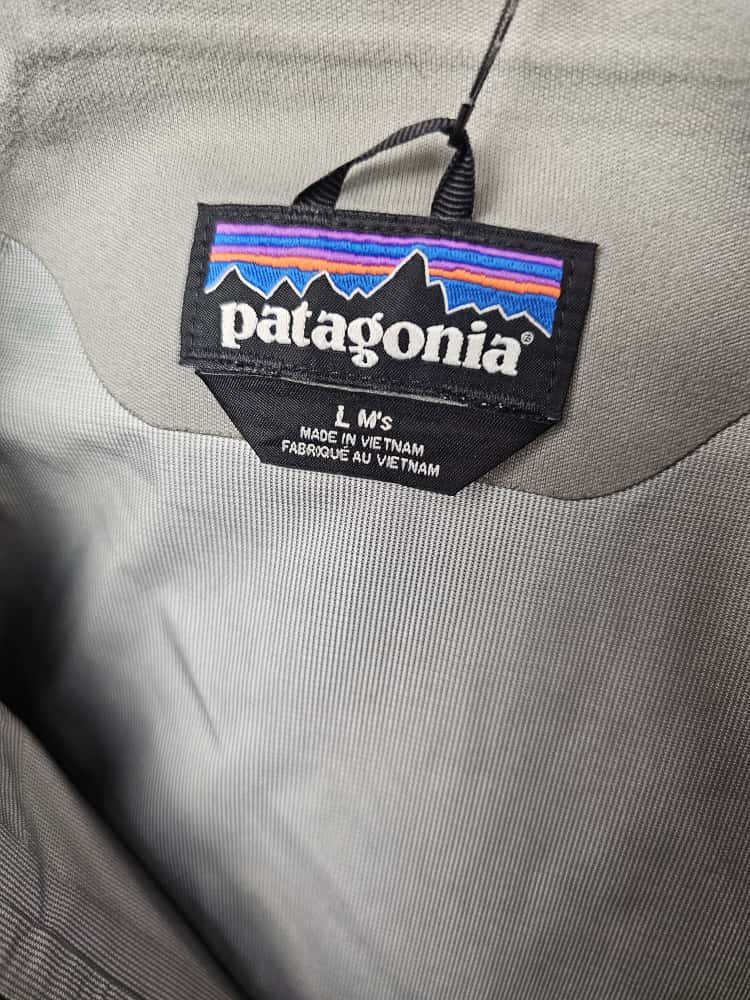 patagonia®
L M's
MADE IN VIETNAM
FABRIQUÉ AU VIETNAM